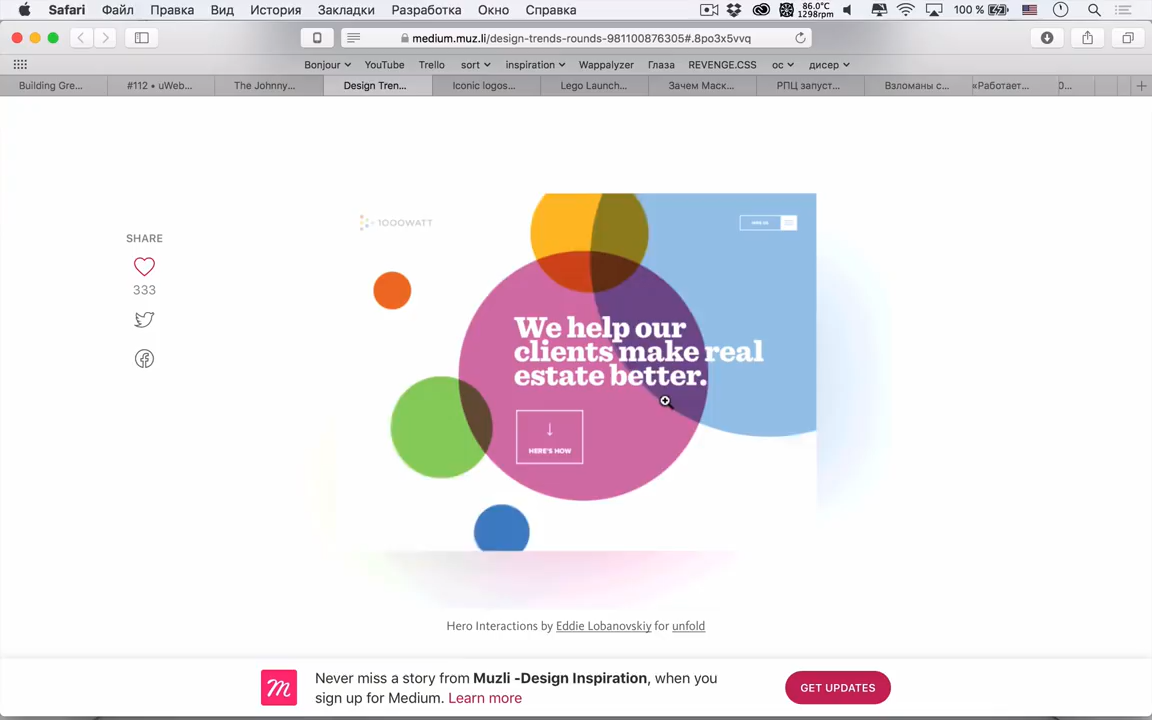 Safari Файл Правка Вид История Закладки Разработка Окно Справка 86.0°C 1298rpm 100 %
medium.muz.li/design-trends-rounds-981100876305#.8po3x5vvq
Bonjour YouTube Trello sort inspiration Wappalyzer Глаза REVENGE.CSS ос дисер
Building Gre... #112 • uWeb... The Johnny... Design Tren... Iconic logos... Lego Launch... Зачем Маск... РПЦ запуст... Взломаны с... «Работает...
1000WATT
SHARE
333
We help our
clients make real
estate better.
HERE'S NOW
Hero Interactions by Eddie Lobanovskiy for unfold
Never miss a story from Muzli -Design Inspiration, when you
sign up for Medium. Learn more
GET UPDATES